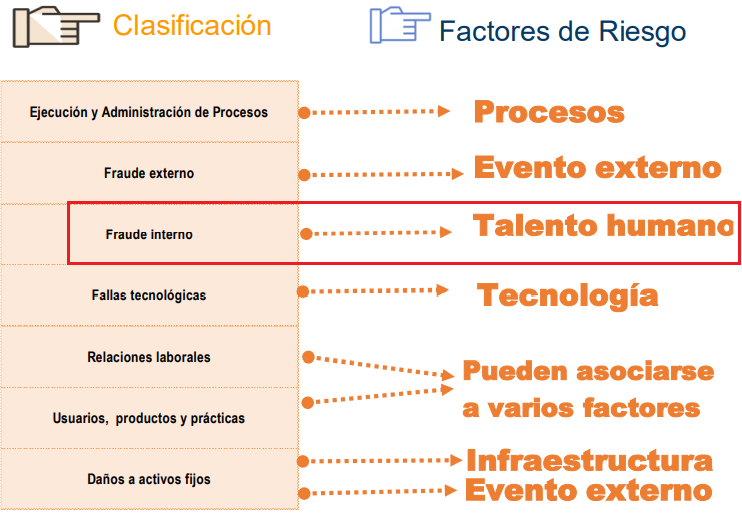 Clasificación
Factores de Riesgo
Ejecución y Administración de Procesos
Procesos
Fraude externo
Evento externo
Fraude interno
Talento humano
Fallas tecnológicas
Tecnología
Relaciones laborales
Pueden asociarse
a varios factores
Usuarios, productos y prácticas
Daños a activos fijos
Infraestructura
Evento externo